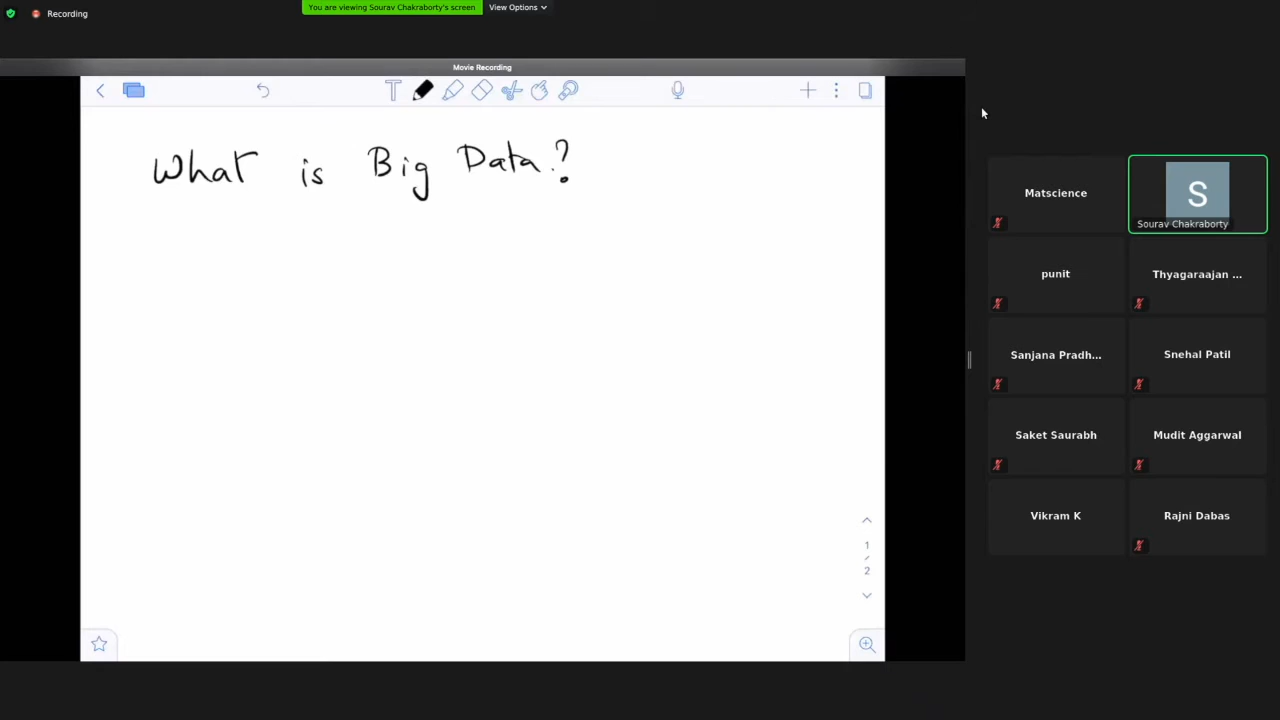 Recording
You are viewing Sourav Chakraborty's screen
View Options
Movie Recording
What is Big Data?
1
/
2
Matscience
S
Sourav Chakraborty
punit
Thyagaraajan ...
Sanjana Pradh...
Snehal Patil
Saket Saurabh
Mudit Aggarwal
Vikram K
Rajni Dabas